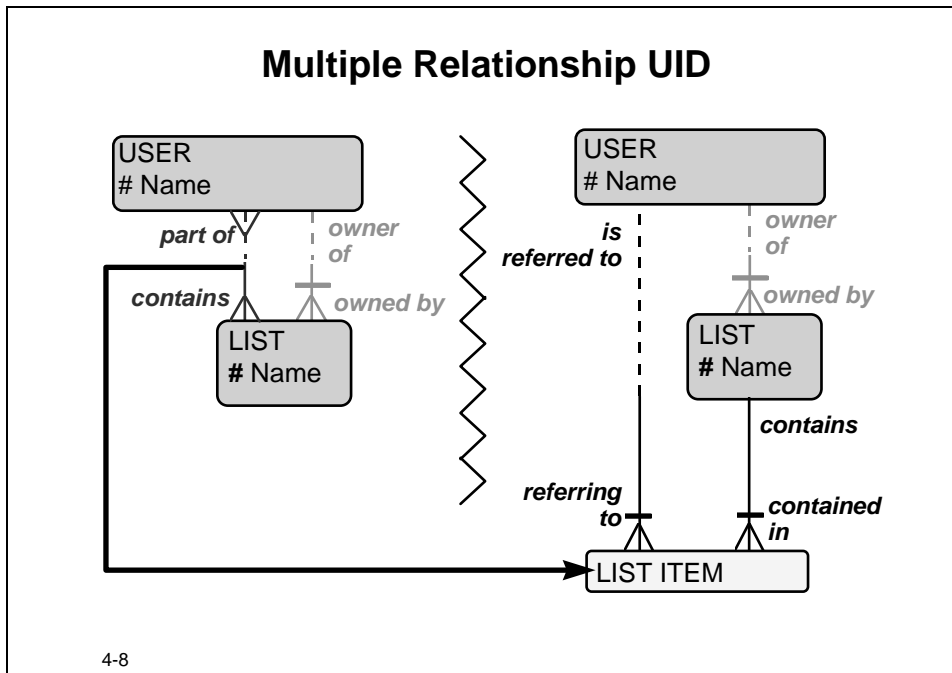 Multiple Relationship UID
USER
# Name
part of
owner
of
contains
owned by
LIST
# Name
USER
# Name
is
referred to
owner
of
owned by
LIST
# Name
contains
referring
to
contained
in
LIST ITEM
4-8